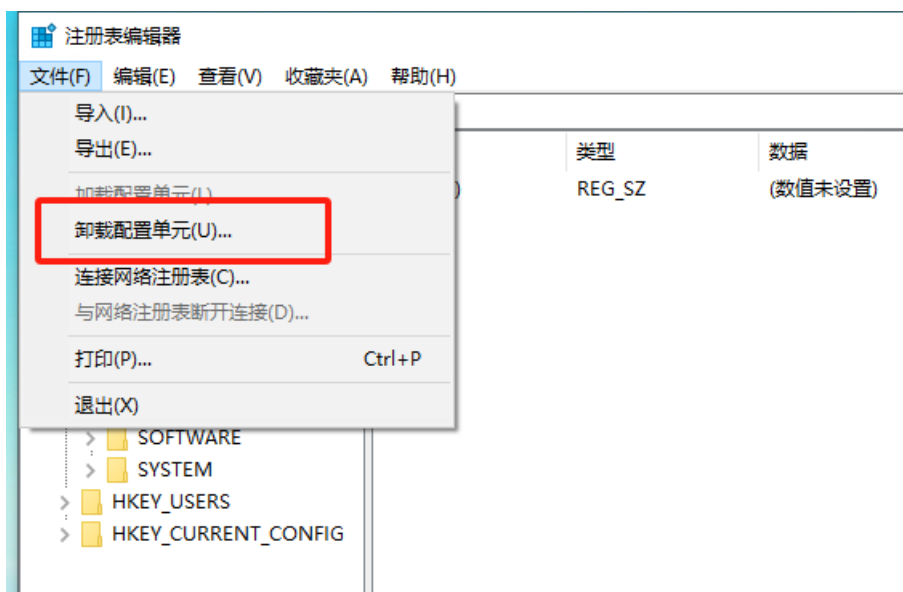 注册表编辑器
文件(F) 编辑(E) 查看(V) 收藏夹(A) 帮助(H)
导入(I)...
导出(E)...
类型 数据
加载配置单元(L)...
) REG_SZ (数值未设置)
卸载配置单元(U)...
连接网络注册表(C)...
与网络注册表断开连接(D)...
打印(P)... Ctrl+P
退出(X)
SOFTWARE
SYSTEM
HKEY_USERS
HKEY_CURRENT_CONFIG